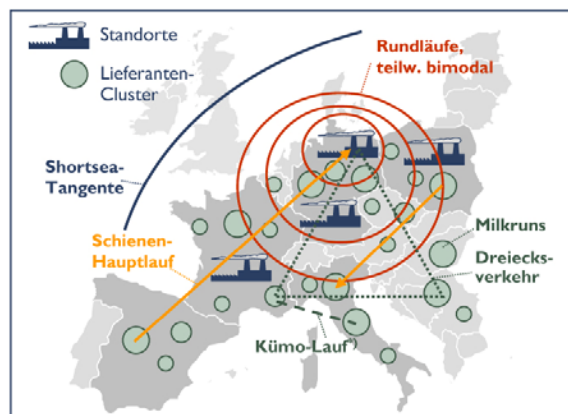 Standorte
Lieferanten-
Cluster
Rundläufe,
teilw. bimodal
Shortsea-
Tangente
Schienen-
Hauptlauf
Milkruns
Dreiecks-
verkehr
Kümo-Lauf*)